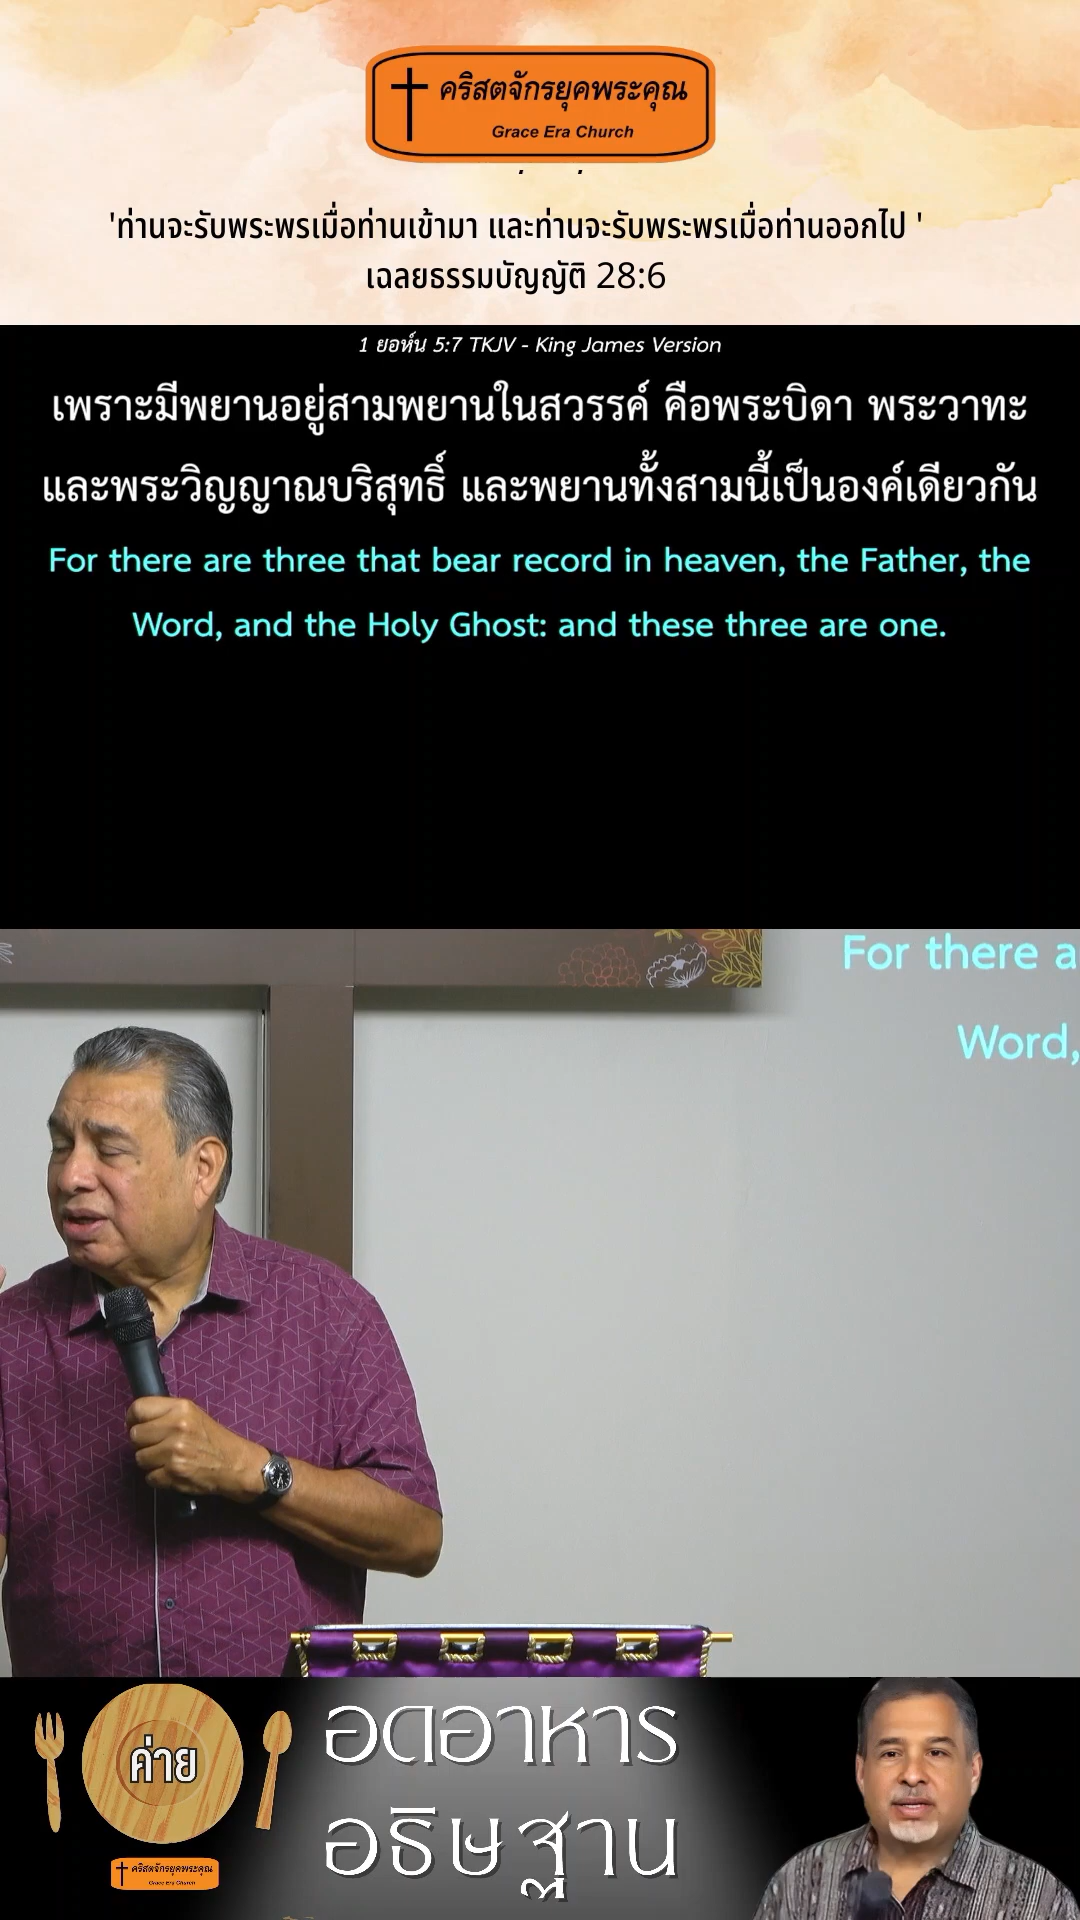 คริสตจักรยุคพระคุณ
Grace Era Church
'ท่านจะรับพระพรเมื่อท่านเข้ามา และท่านจะรับพระพรเมื่อท่านออกไป '
เฉลยธรรมบัญญัติ 28:6
1 ยอห์น 5:7 TKJV - King James Version
เพราะมีพยานอยู่สามพยานในสวรรค์ คือพระบิดา พระวาทะ
และพระวิญญาณบริสุทธิ์ และพยานทั้งสามนี้เป็นองค์เดียวกัน
For there are three that bear record in heaven, the Father, the
Word, and the Holy Ghost: and these three are one.
For there a
Word,
ค่าย
อดอาหาร
อธิษฐาน
คริสตจักรยุคพระคุณ
Grace Era Church